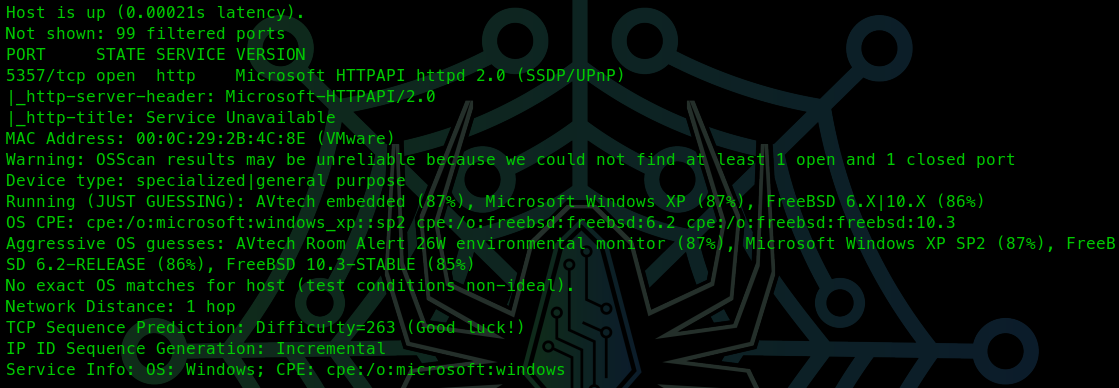 Host is up (0.00021s latency).
Not shown: 99 filtered ports
PORT     STATE SERVICE VERSION
5357/tcp open  http    Microsoft HTTPAPI httpd 2.0 (SSDP/UPnP)
|_http-server-header: Microsoft-HTTPAPI/2.0
|_http-title: Service Unavailable
MAC Address: 00:0C:29:2B:4C:8E (VMware)
Warning: OSScan results may be unreliable because we could not find at least 1 open and 1 closed port
Device type: specialized|general purpose
Running (JUST GUESSING): AVtech embedded (87%), Microsoft Windows XP (87%), FreeBSD 6.X|10.X (86%)
OS CPE: cpe:/o:microsoft:windows_xp::sp2 cpe:/o:freebsd:freebsd:6.2 cpe:/o:freebsd:freebsd:10.3
Aggressive OS guesses: AVtech Room Alert 26W environmental monitor (87%), Microsoft Windows XP SP2 (87%), FreeB
SD 6.2-RELEASE (86%), FreeBSD 10.3-STABLE (85%)
No exact OS matches for host (test conditions non-ideal).
Network Distance: 1 hop
TCP Sequence Prediction: Difficulty=263 (Good luck!)
IP ID Sequence Generation: Incremental
Service Info: OS: Windows; CPE: cpe:/o:microsoft:windows